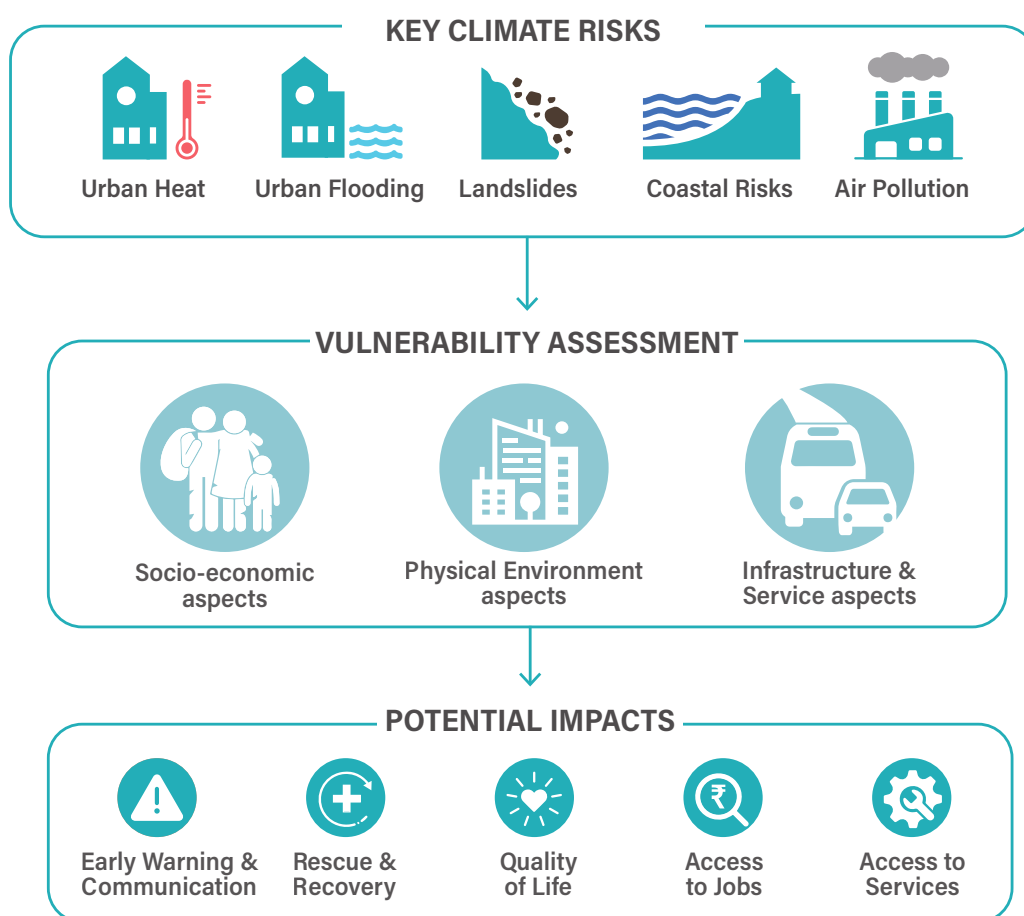 KEY CLIMATE RISKS
Urban Heat
Urban Flooding
Landslides
Coastal Risks
Air Pollution
VULNERABILITY ASSESSMENT
Socio-economic
aspects
Physical Environment
aspects
Infrastructure &
Service aspects
POTENTIAL IMPACTS
₹
Early Warning &
Communication
Rescue &
Recovery
Quality
of Life
Access
to Jobs
Access to
Services